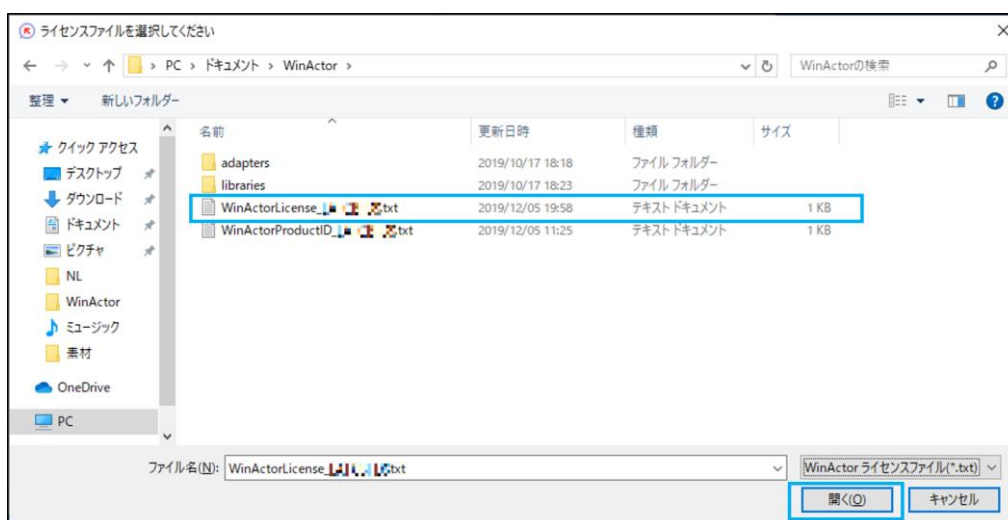 ライセンスファイルを選択してください
PC › ドキュメント › WinActor ›
WinActorの検索
整理 新しいフォルダー
名前 更新日時 種類 サイズ
クイック アクセス
デスクトップ
ダウンロード
ドキュメント
ピクチャ
NL
WinActor
ミュージック
素材
OneDrive
PC
adapters 2019/10/17 18:18 ファイル フォルダー
libraries 2019/10/17 18:23 ファイル フォルダー
WinActorLicense_ txt 2019/12/05 19:58 テキスト ドキュメント 1 KB
WinActorProductID_ txt 2019/12/05 11:25 テキスト ドキュメント 1 KB
ファイル名(N): WinActorLicense_ txt
WinActor ライセンスファイル(*.txt)
開く(O) キャンセル